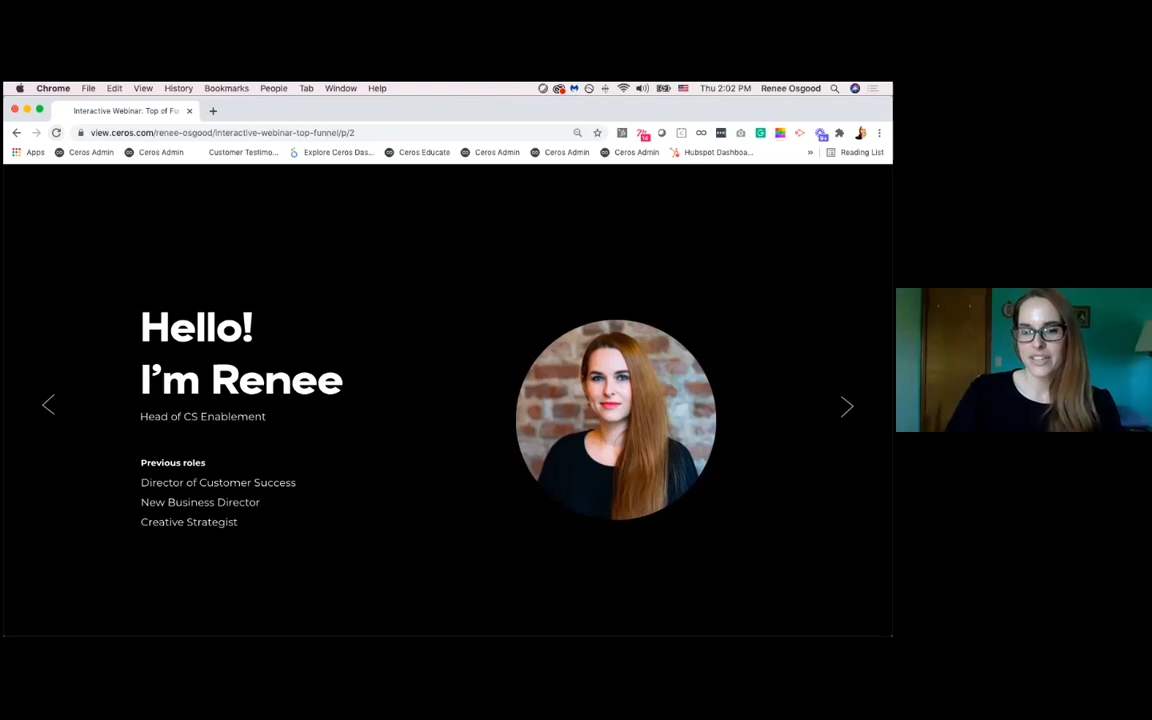 Chrome File Edit View History Bookmarks People Tab Window Help Thu 2:02 PM Renee Osgood
Interactive Webinar: Top of Fu
view.ceros.com/renee-osgood/interactive-webinar-top-funnel/p/2
Apps Ceros Admin Ceros Admin Customer Testimo... Explore Ceros Das... Ceros Educate Ceros Admin Ceros Admin Ceros Admin Hubspot Dashboa... » Reading List
Hello!
I'm Renee
Head of CS Enablement
Previous roles
Director of Customer Success
New Business Director
Creative Strategist